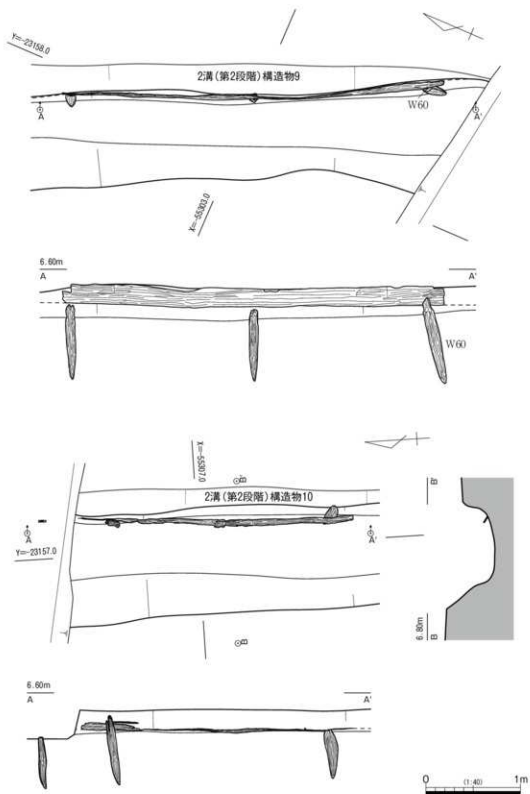 Y=-23158.0
2溝(第2段階)構造物9
W60
A
A'
X=-55303.0
6.60m
A
A'
W60
X=-55307.0
B'
2溝(第2段階)構造物10
A
A'
Y=-23157.0
B
B'
6.80m
B
6.60m
A
A'
0
(1:40)
1m